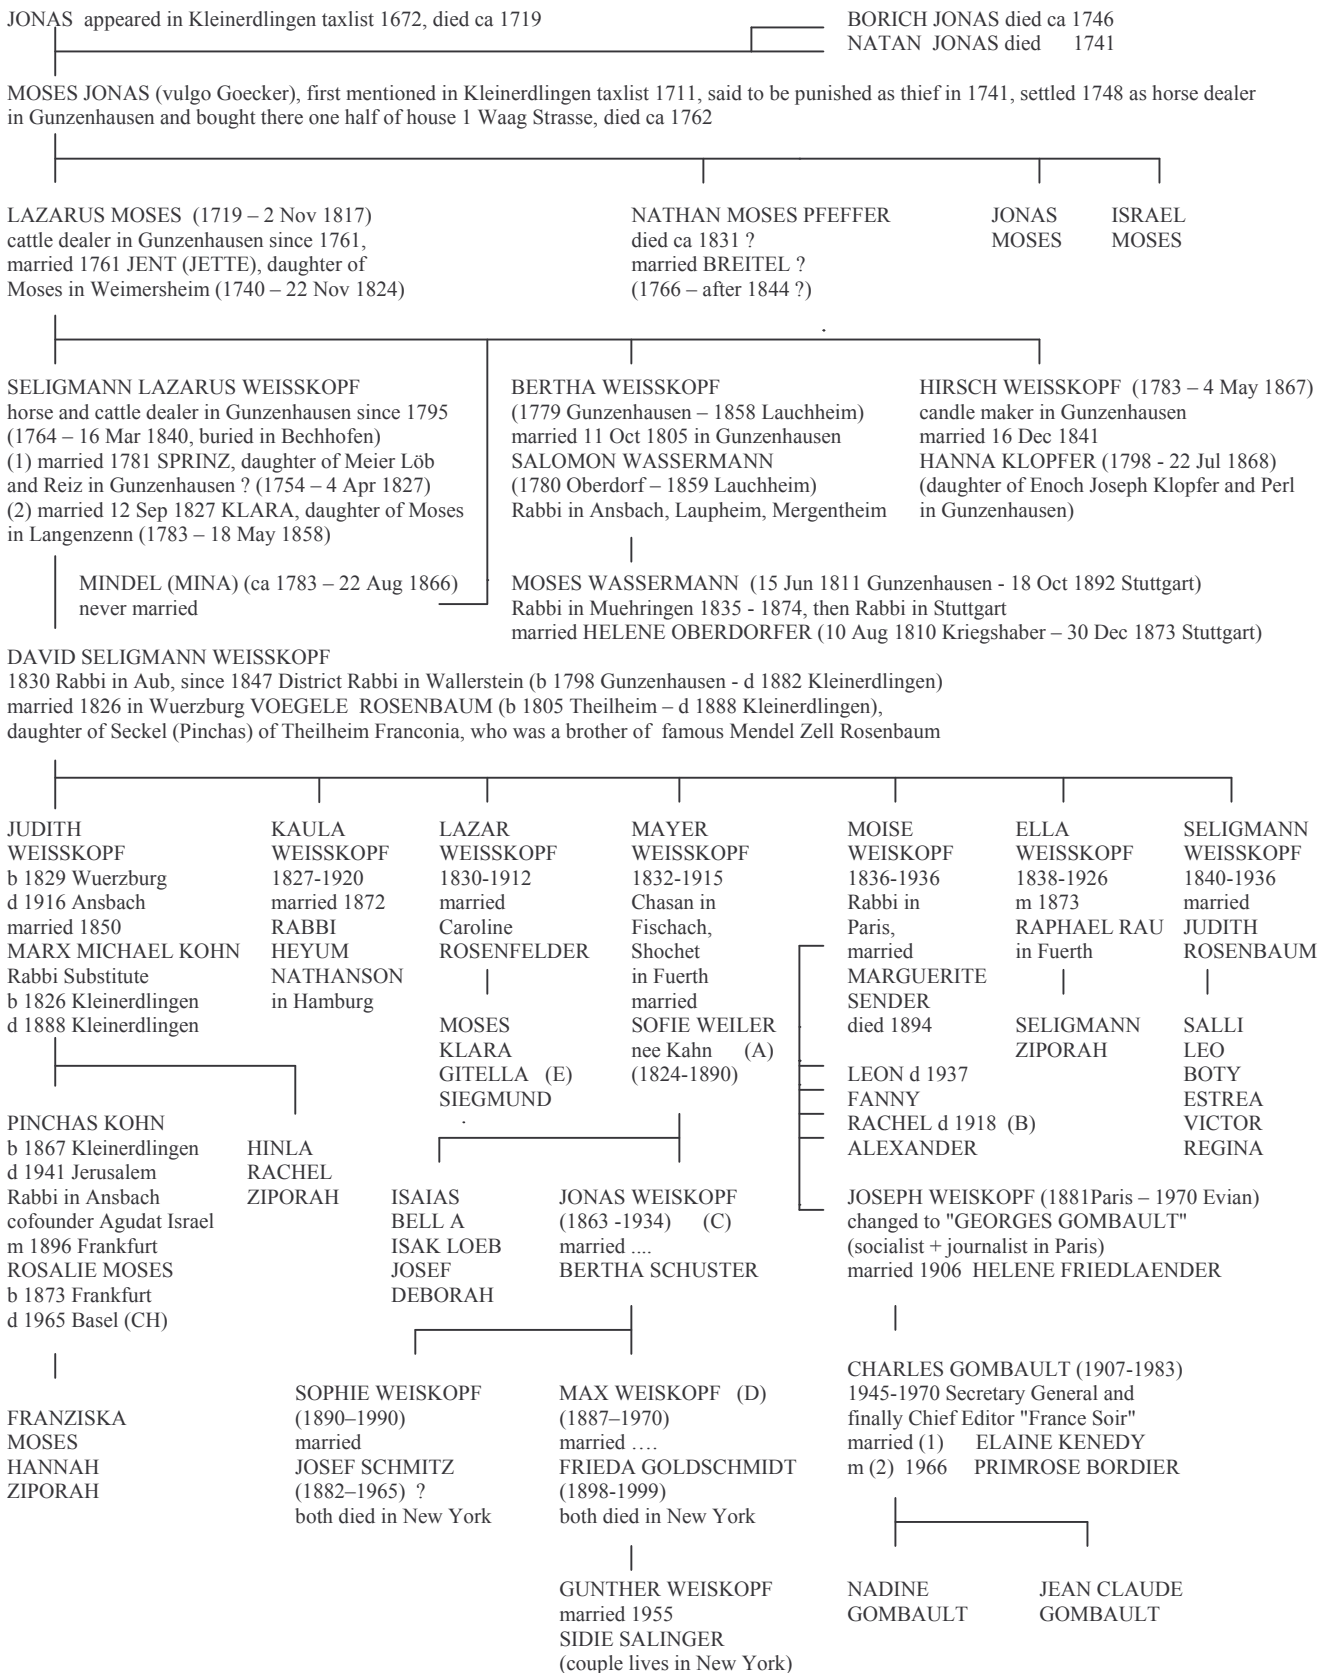 JONAS appeared in Kleinerdlingen taxlist 1672, died ca 1719
BORICH JONAS died ca 1746
NATAN JONAS died 1741
MOSES JONAS (vulgo Goecker), first mentioned in Kleinerdlingen taxlist 1711, said to be punished as thief in 1741, settled 1748 as horse dealer
in Gunzenhausen and bought there one half of house 1 Waag Strasse, died ca 1762
LAZARUS MOSES (1719 – 2 Nov 1817)
cattle dealer in Gunzenhausen since 1761,
married 1761 JENT (JETTE), daughter of
Moses in Weimersheim (1740 – 22 Nov 1824)
NATHAN MOSES PFEFFER
died ca 1831 ?
married BREITEL ?
(1766 – after 1844 ?)
JONAS
MOSES
ISRAEL
MOSES
SELIGMANN LAZARUS WEISSKOPF
horse and cattle dealer in Gunzenhausen since 1795
(1764 – 16 Mar 1840, buried in Bechhofen)
(1) married 1781 SPRINZ, daughter of Meier Löb
and Reiz in Gunzenhausen ? (1754 – 4 Apr 1827)
(2) married 12 Sep 1827 KLARA, daughter of Moses
in Langenzenn (1783 – 18 May 1858)
BERTHA WEISSKOPF
(1779 Gunzenhausen – 1858 Lauchheim)
married 11 Oct 1805 in Gunzenhausen
SALOMON WASSERMANN
(1780 Oberdorf – 1859 Lauchheim)
Rabbi in Ansbach, Laupheim, Mergentheim
HIRSCH WEISSKOPF (1783 – 4 May 1867)
candle maker in Gunzenhausen
married 16 Dec 1841
HANNA KLOPFER (1798 - 22 Jul 1868)
(daughter of Enoch Joseph Klopfer and Perl
in Gunzenhausen)
MINDEL (MINA) (ca 1783 – 22 Aug 1866)
never married
MOSES WASSERMANN (15 Jun 1811 Gunzenhausen - 18 Oct 1892 Stuttgart)
Rabbi in Muehringen 1835 - 1874, then Rabbi in Stuttgart
married HELENE OBERDORFER (10 Aug 1810 Kriegshaber – 30 Dec 1873 Stuttgart)
DAVID SELIGMANN WEISSKOPF
1830 Rabbi in Aub, since 1847 District Rabbi in Wallerstein (b 1798 Gunzenhausen - d 1882 Kleinerdlingen)
married 1826 in Wuerzburg VOEGELE ROSENBAUM (b 1805 Theilheim – d 1888 Kleinerdlingen),
daughter of Seckel (Pinchas) of Theilheim Franconia, who was a brother of famous Mendel Zell Rosenbaum
JUDITH
WEISSKOPF
b 1829 Wuerzburg
d 1916 Ansbach
married 1850
MARX MICHAEL KOHN
Rabbi Substitute
b 1826 Kleinerdlingen
d 1888 Kleinerdlingen
KAULA
WEISSKOPF
1827-1920
married 1872
RABBI
HEYUM
NATHANSON
in Hamburg
LAZAR
WEISSKOPF
1830-1912
married
Caroline
ROSENFELDER
MOSES
KLARA
GITELLA (E)
SIEGMUND
MAYER
WEISSKOPF
1832-1915
Chasan in
Fischach,
Shochet
in Fuerth
married
SOFIE WEILER
nee Kahn (A)
(1824-1890)
MOISE
WEISKOPF
1836-1936
Rabbi in
Paris,
married
MARGUERITE
SENDER
died 1894
LEON d 1937
FANNY
RACHEL d 1918 (B)
ALEXANDER
ELLA
WEISSKOPF
1838-1926
m 1873
RAPHAEL RAU
in Fuerth
SELIGMANN
ZIPORAH
SELIGMANN
WEISSKOPF
1840-1936
married
JUDITH
ROSENBAUM
SALLI
LEO
BOTY
ESTREA
VICTOR
REGINA
PINCHAS KOHN
b 1867 Kleinerdlingen
d 1941 Jerusalem
Rabbi in Ansbach
cofounder Agudat Israel
m 1896 Frankfurt
ROSALIE MOSES
b 1873 Frankfurt
d 1965 Basel (CH)
HINLA
RACHEL
ZIPORAH
ISAIAS
BELL A
ISAK LOEB
JOSEF
DEBORAH
JONAS WEISKOPF
(1863 -1934) (C)
married ....
BERTHA SCHUSTER
JOSEPH WEISKOPF (1881Paris – 1970 Evian)
changed to "GEORGES GOMBAULT"
(socialist + journalist in Paris)
married 1906 HELENE FRIEDLAENDER
FRANZISKA
MOSES
HANNAH
ZIPORAH
SOPHIE WEISKOPF
(1890–1990)
married
JOSEF SCHMITZ
(1882–1965) ?
both died in New York
MAX WEISKOPF (D)
(1887–1970)
married ….
FRIEDA GOLDSCHMIDT
(1898-1999)
both died in New York
CHARLES GOMBAULT (1907-1983)
1945-1970 Secretary General and
finally Chief Editor "France Soir"
married (1) ELAINE KENEDY
m (2) 1966 PRIMROSE BORDIER
GUNTHER WEISKOPF
married 1955
SIDIE SALINGER
(couple lives in New York)
NADINE
GOMBAULT
JEAN CLAUDE
GOMBAULT